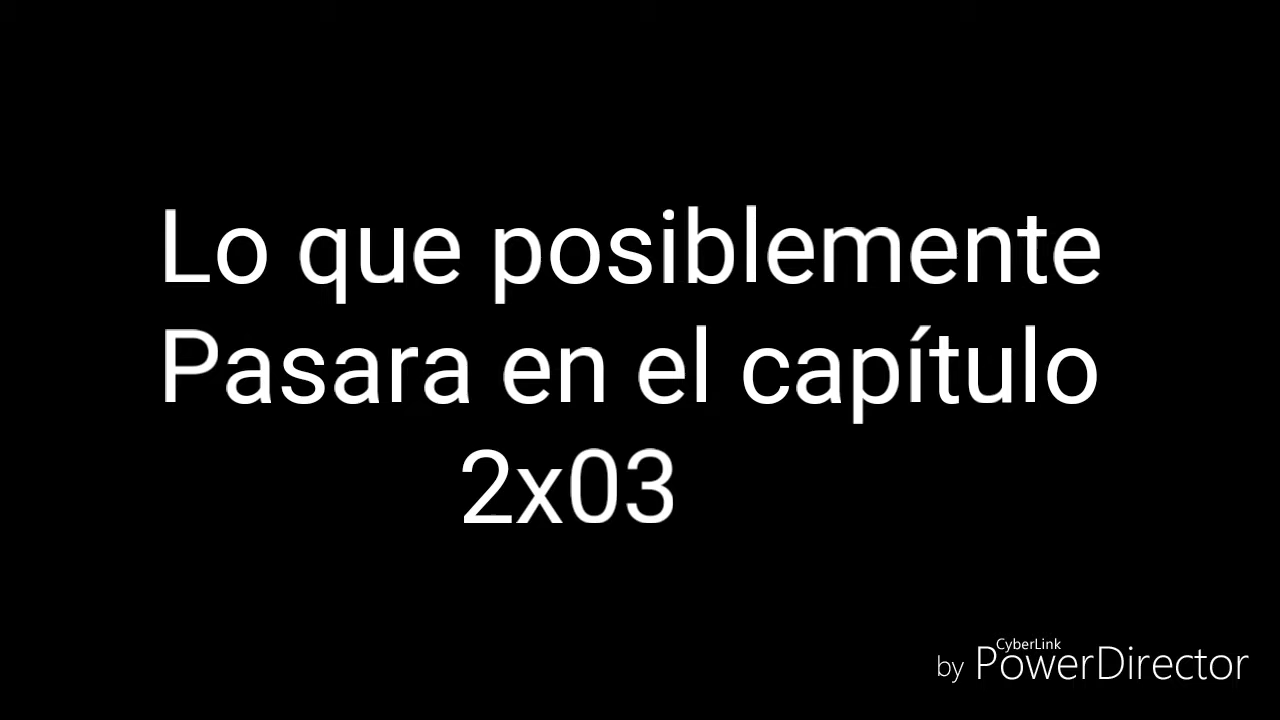 Lo que posiblemente
Pasara en el capítulo
2x03
CyberLink
by PowerDirector